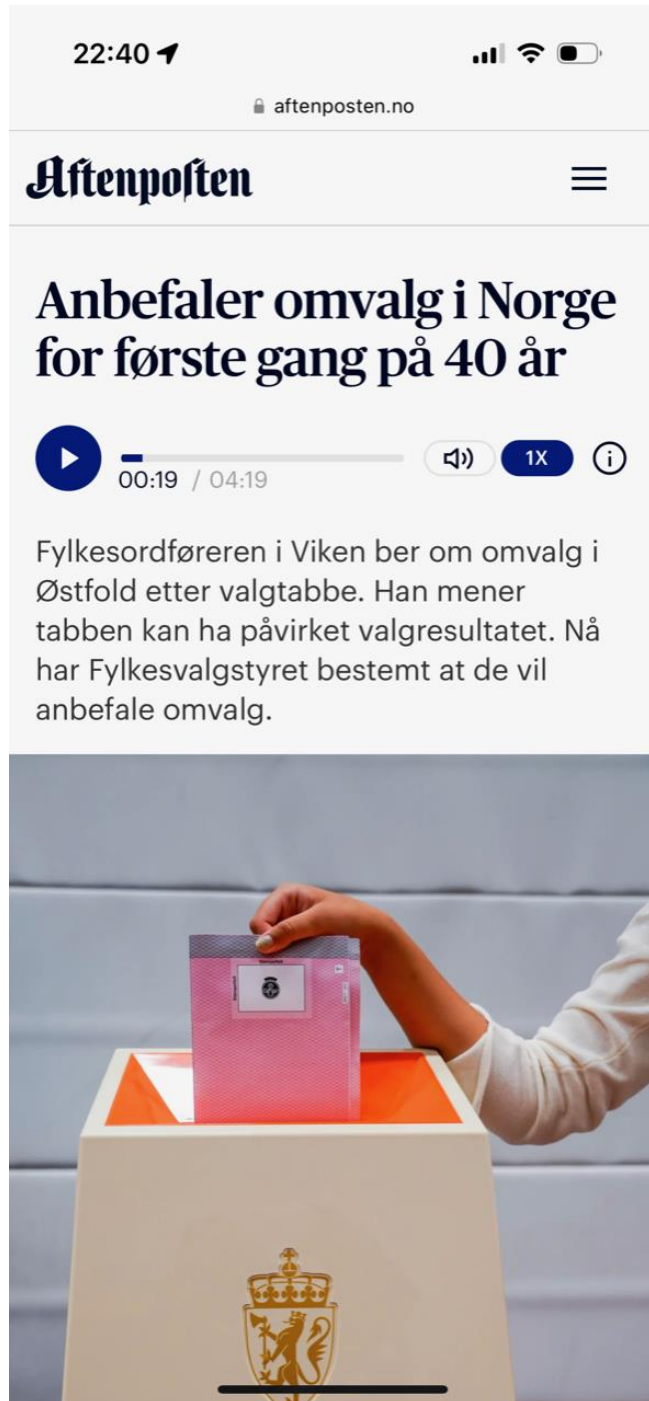 22:40
aftenposten.no
Aftenposten
Anbefaler omvalg i Norge
for første gang på 40 år
00:19 / 04:19
1X
Fylkesordføreren i Viken ber om omvalg i
Østfold etter valgtabbe. Han mener
tabben kan ha påvirket valgresultatet. Nå
har Fylkesvalgstyret bestemt at de vil
anbefale omvalg.